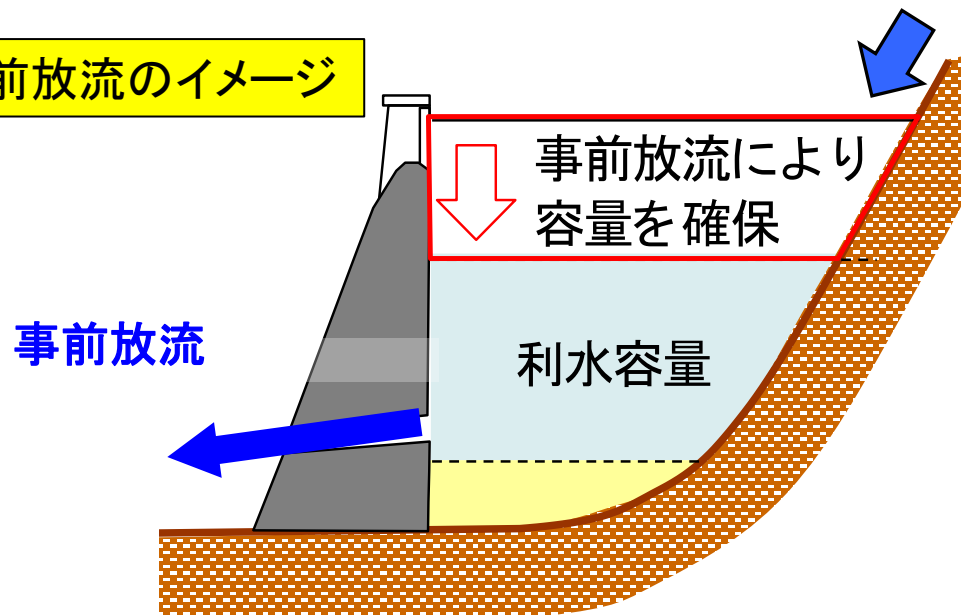 前放流のイメージ
事前放流により
容量を確保
事前放流
利水容量